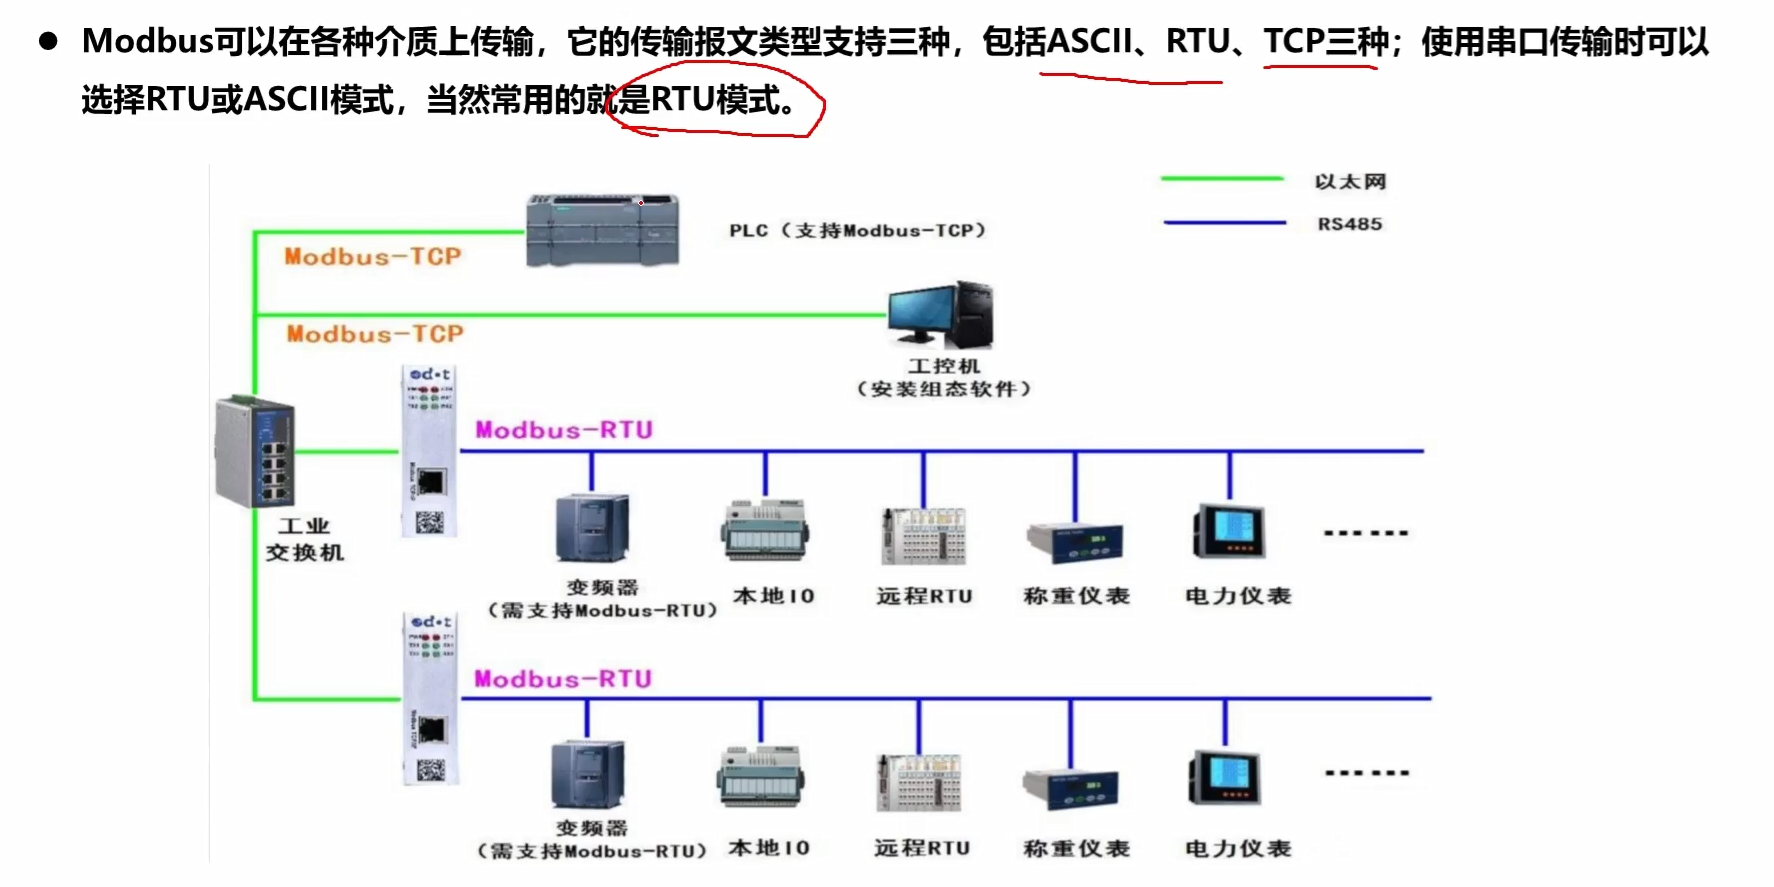 ● Modbus可以在各种介质上传输，它的传输报文类型支持三种，包括ASCII、RTU、TCP三种；使用串口传输时可以
选择RTU或ASCII模式，当然常用的就是RTU模式。
以太网
RS485
PLC（支持Modbus-TCP）
Modbus-TCP
Modbus-TCP
工控机
（安装组态软件）
Modbus-RTU
工业
交换机
变频器
（需支持Modbus-RTU）
本地IO
远程RTU
称重仪表
电力仪表
······
Modbus-RTU
变频器
（需支持Modbus-RTU）
本地IO
远程RTU
称重仪表
电力仪表
······